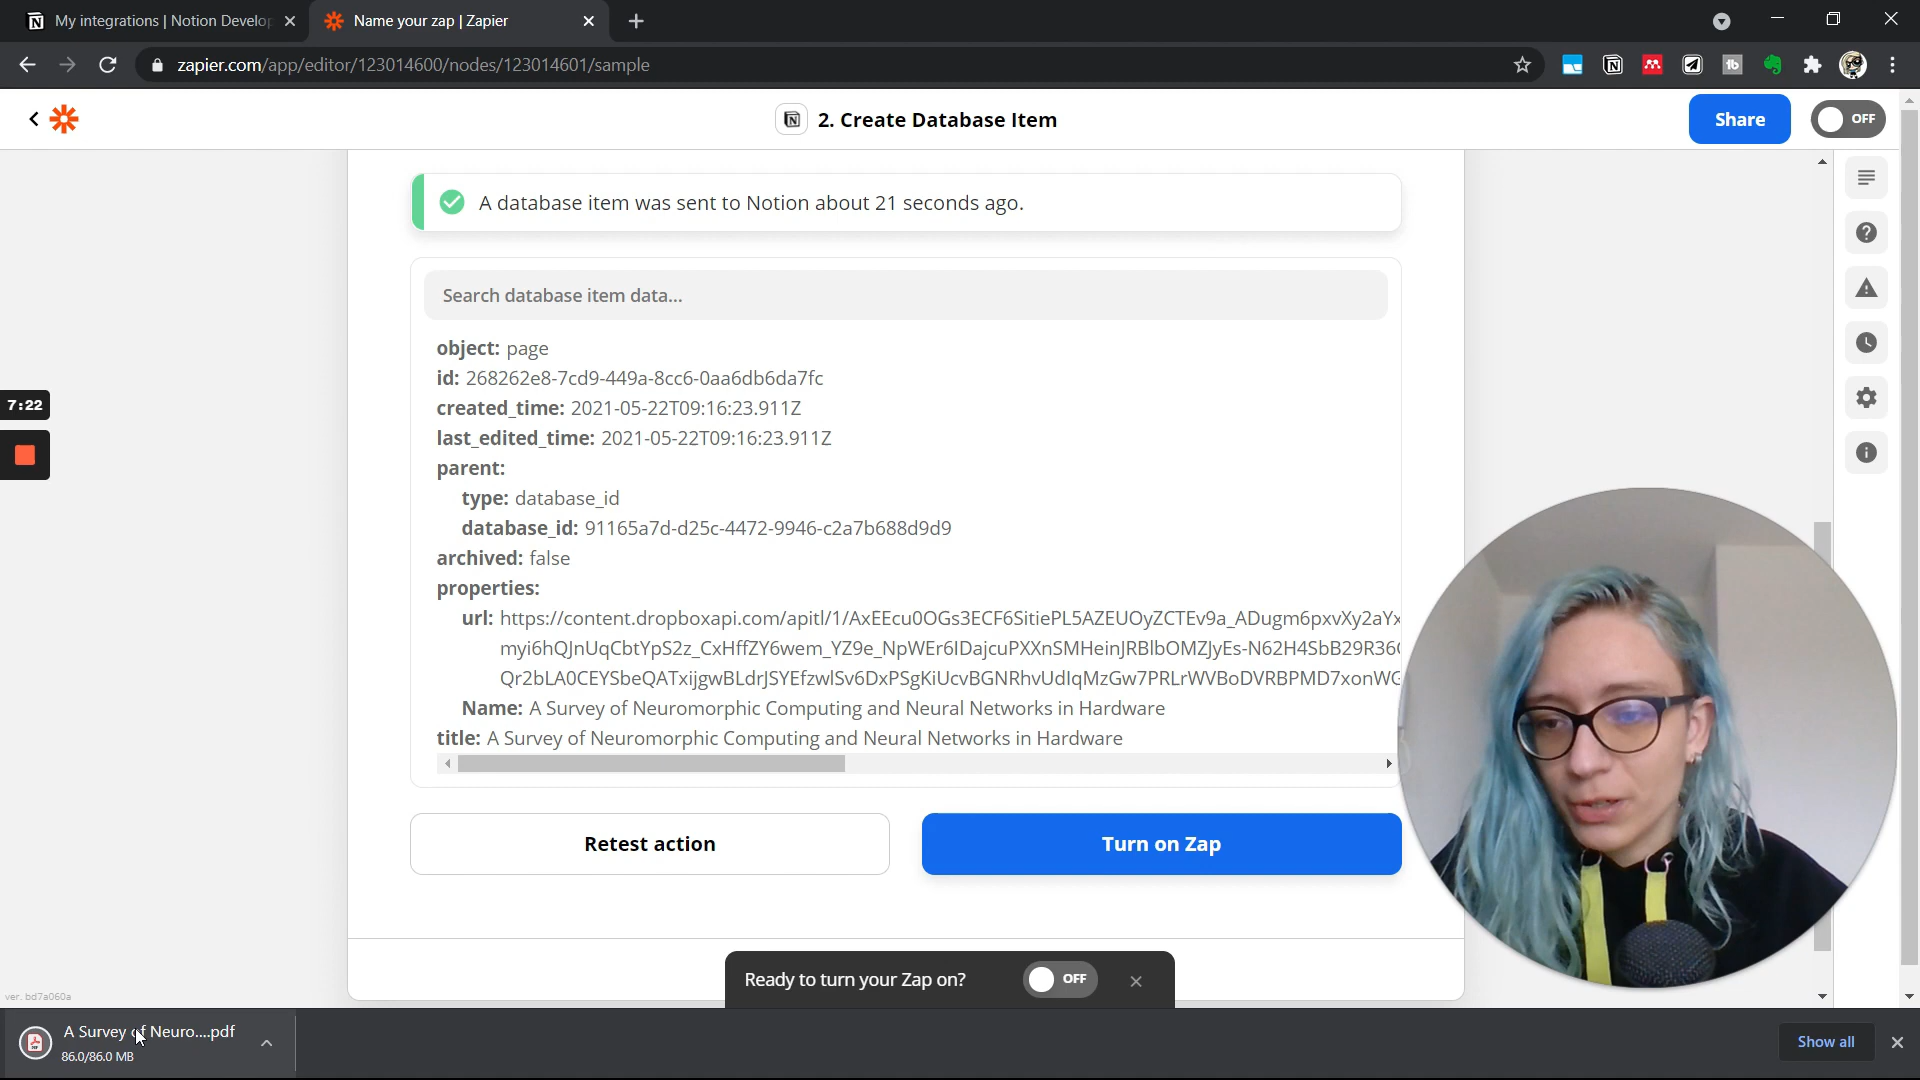 My integrations | Notion Develop
Name your zap | Zapier
zapier.com/app/editor/123014600/nodes/123014601/sample
2. Create Database Item
Share
OFF
A database item was sent to Notion about 21 seconds ago.
Search database item data...
object: page
id: 268262e8-7cd9-449a-8cc6-0aa6db6da7fc
7:22
created_time: 2021-05-22T09:16:23.911Z
last_edited_time: 2021-05-22T09:16:23.911Z
parent:
type: database_id
database_id: 91165a7d-d25c-4472-9946-c2a7b688d9d9
archived: false
properties:
url: https://content.dropboxapi.com/apitl/1/AxEEcu0OGs3ECF6SitiePL5AZEUOyZCTEv9a_ADugm6pxvXy2aYx
myi6hQJnUqCbtYpS2z_CxHffZY6wem_YZ9e_NpWEr6IDajcuPXXnSMHeinJRBlbOMZJyEs-N62H4SbB29R36
Qr2bLA0CEYSbeQATxijgwBLdrJSYEfzwlSv6DxPSgKiUcvBGNRhvUdlqMzGw7PRLrWVBoDVRBPMD7xonWG
Name: A Survey of Neuromorphic Computing and Neural Networks in Hardware
title: A Survey of Neuromorphic Computing and Neural Networks in Hardware
Retest action
Turn on Zap
Ready to turn your Zap on?
OFF
ver. bd7a060a
A Survey of Neuro....pdf
86.0/86.0 MB
Show all